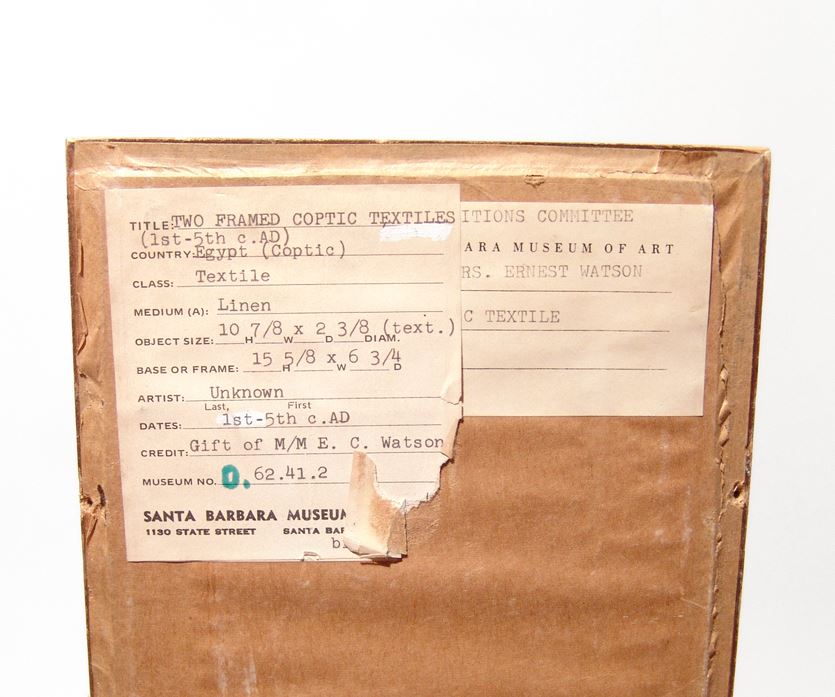 TITLE: TWO FRAMED COPTIC TEXTILES
(1st-5th c.AD)
COUNTRY: Egypt (Coptic)
CLASS: Textile
MEDIUM (A): Linen
10 7/8 x 2 3/8 (text.)
OBJECT SIZE: H W D DIAM.
15 5/8 x 6 3/4
BASE OR FRAME: H W D
ARTIST: Unknown
Last, First
DATES: 1st-5th c.AD
CREDIT: Gift of M/M E. C. Watson
MUSEUM NO. 0. 62.41.2
SANTA BARBARA MUSEUM
1130 STATE STREET SANTA BAR
ITIONS COMMITTEE
ARA MUSEUM OF ART
RS. ERNEST WATSON
C TEXTILE